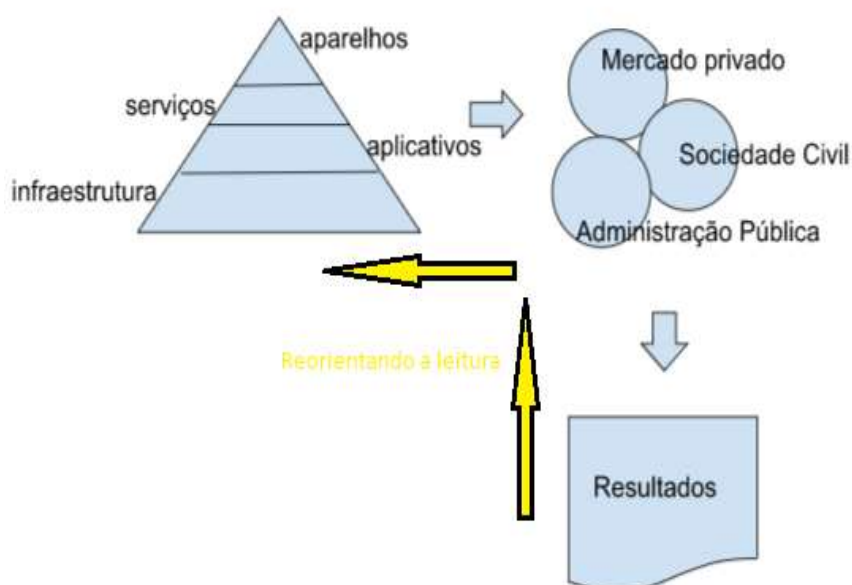 aparelhos
serviços
aplicativos
infraestrutura
Mercado privado
Sociedade Civil
Administração Pública
Reorientando a leitura
Resultados